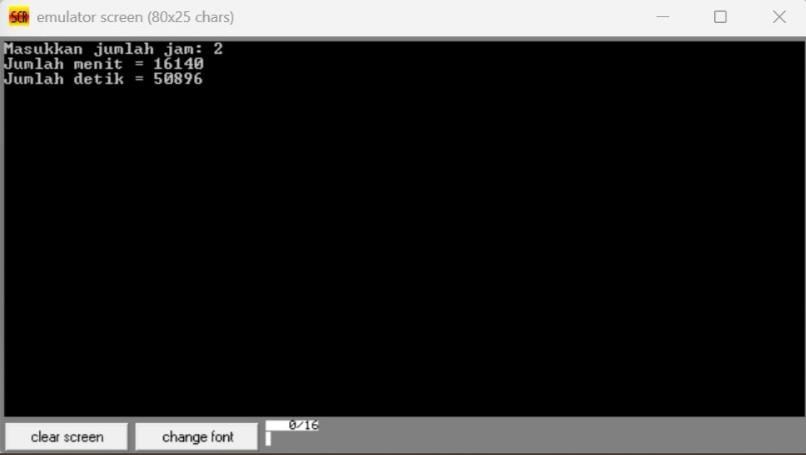 SCR emulator screen (80x25 chars)
Masukkan jumlah jam: 2
Jumlah menit = 16140
Jumlah detik = 50896
clear screen change font 0/16